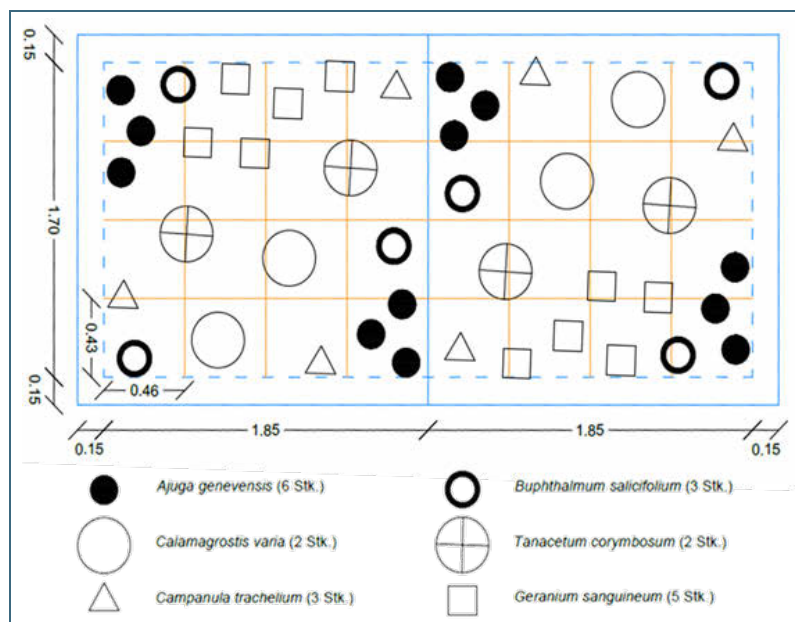 0.15
1.70
0.43
0.15
0.46
1.85 1.85
0.15 0.15
Ajuga genevensis (6 Stk.) Buphthalmum salicifolium (3 Stk.)
Calamagrostis varia (2 Stk.) Tanacetum corymbosum (2 Stk.)
Campanula trachelium (3 Stk.) Geranium sanguineum (5 Stk.)